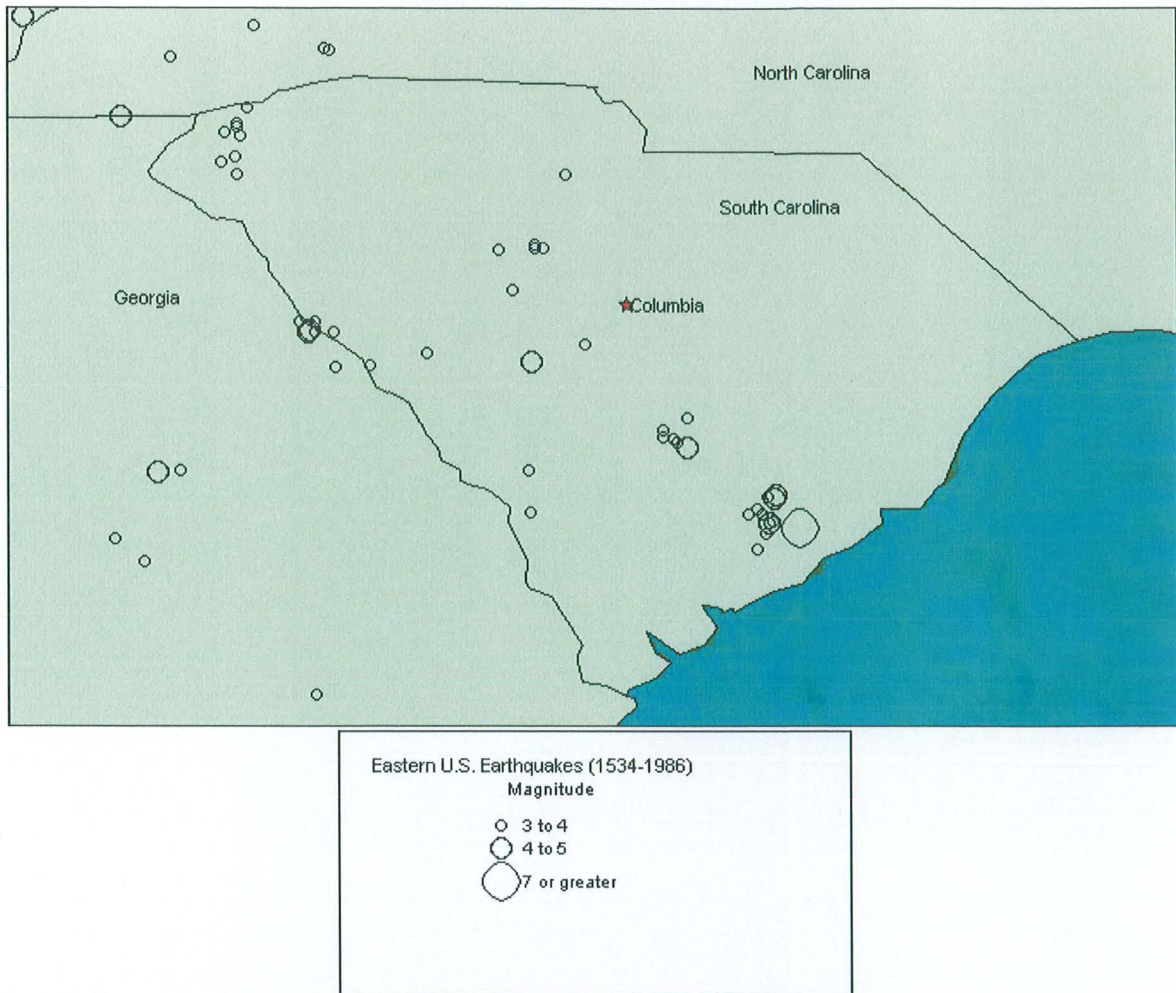 North Carolina
South Carolina
Georgia
Columbia
Eastern U.S. Earthquakes (1534-1986)
Magnitude
3 to 4
4 to 5
7 or greater